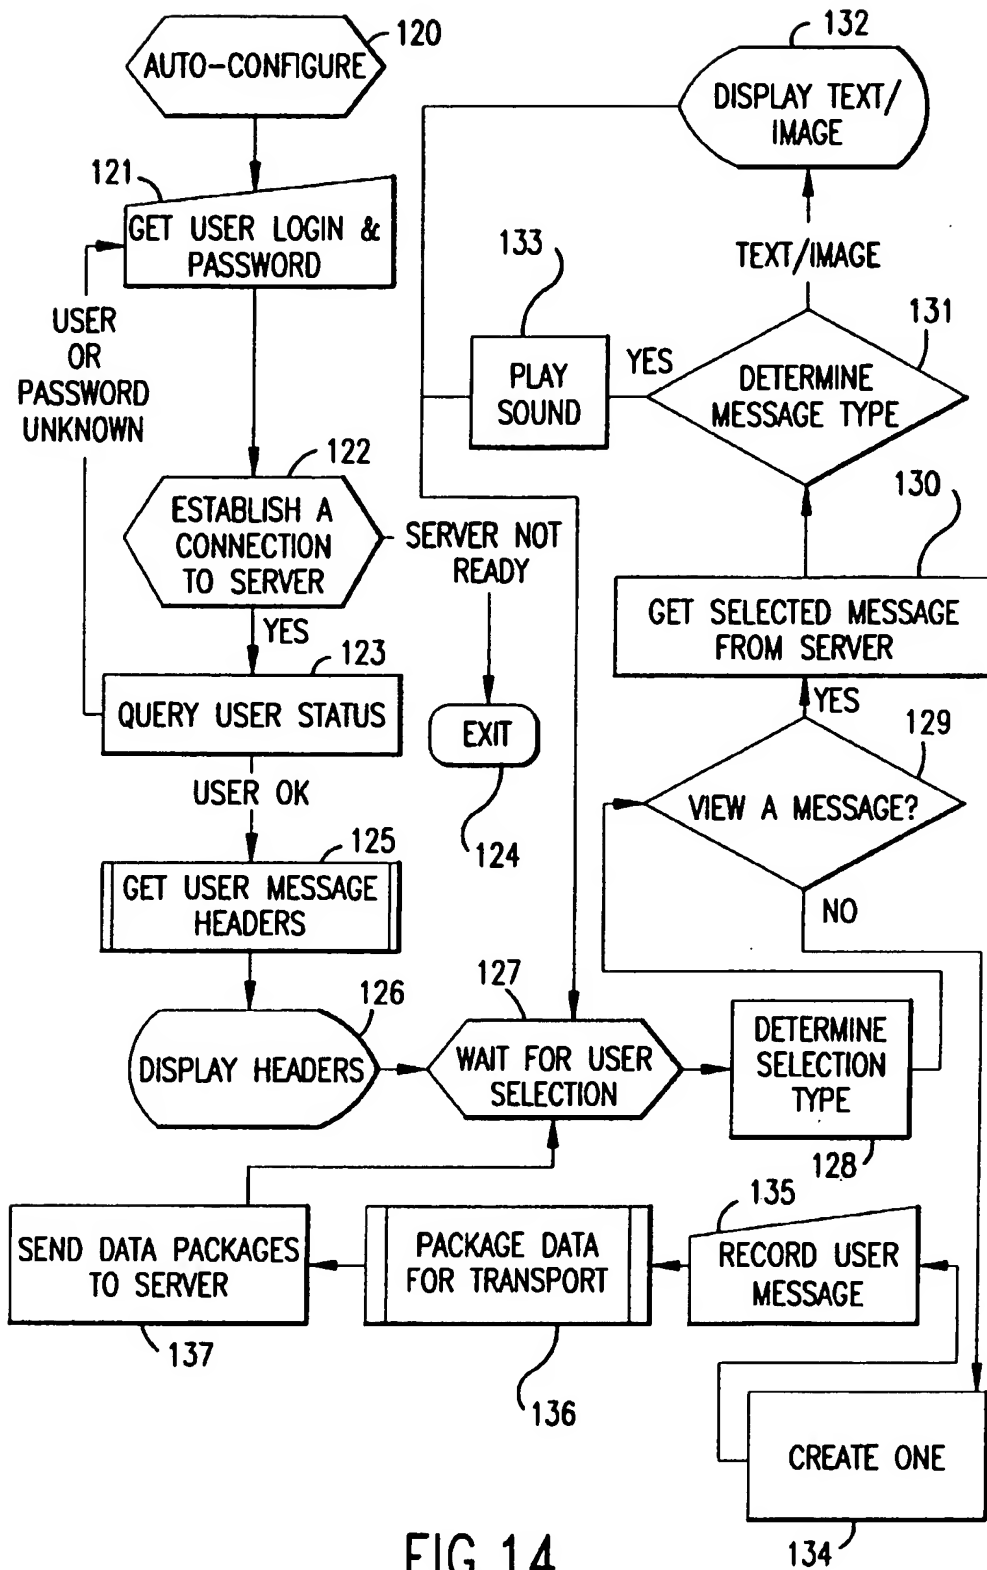 120
AUTO-CONFIGURE
121
GET USER LOGIN &
PASSWORD
USER
OR
PASSWORD
UNKNOWN
122
ESTABLISH A
CONNECTION
TO SERVER
SERVER NOT
READY
YES
123
QUERY USER STATUS
EXIT
124
USER OK
125
GET USER MESSAGE
HEADERS
126
DISPLAY HEADERS
127
WAIT FOR USER
SELECTION
DETERMINE
SELECTION
TYPE
128
VIEW A MESSAGE?
129
YES
NO
GET SELECTED MESSAGE
FROM SERVER
130
DETERMINE
MESSAGE TYPE
131
TEXT/IMAGE
132
DISPLAY TEXT/
IMAGE
YES
133
PLAY
SOUND
CREATE ONE
134
135
RECORD USER
MESSAGE
PACKAGE DATA
FOR TRANSPORT
136
SEND DATA PACKAGES
TO SERVER
137
FIG.14